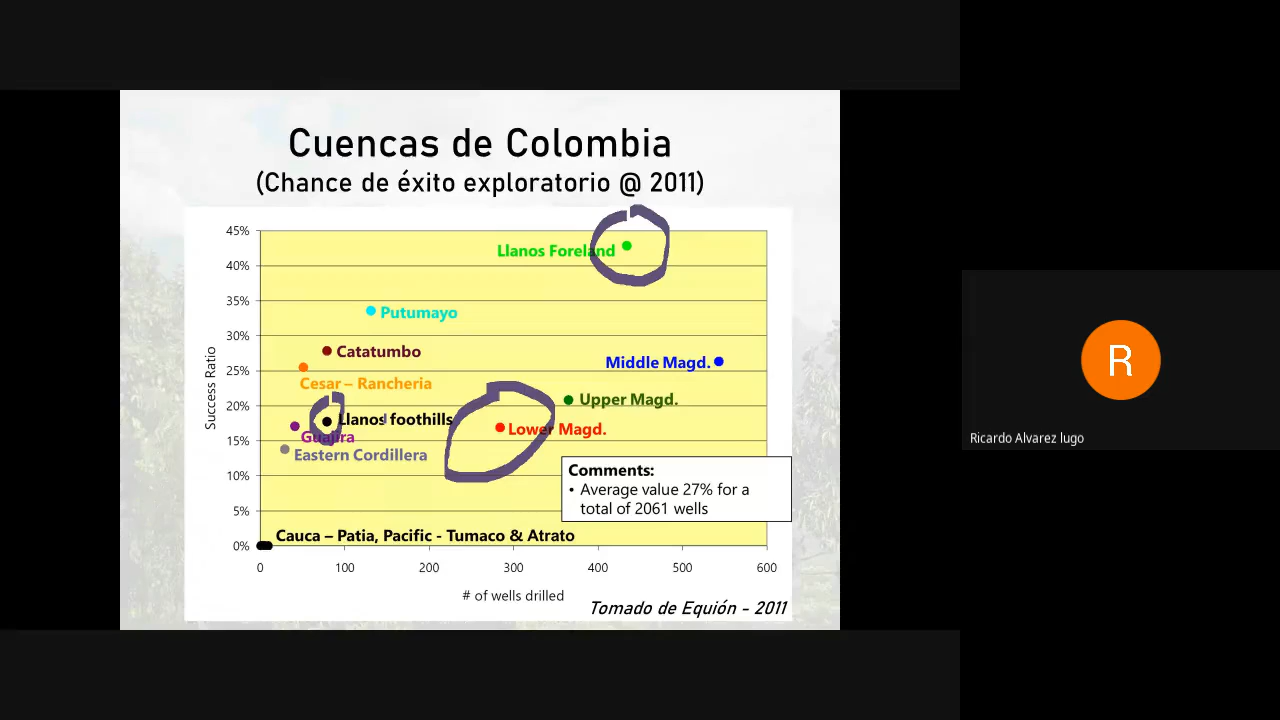 Cuencas de Colombia
(Chance de éxito exploratorio @ 2011)
45%
40%
35%
30%
25%
20%
15%
10%
5%
0%
Success Ratio
Llanos Foreland
Putumayo
Catatumbo
Middle Magd.
Cesar – Rancheria
Upper Magd.
Llanos foothills
Lower Magd.
Guajira
Eastern Cordillera
Comments:
• Average value 27% for a
total of 2061 wells
Cauca – Patia, Pacific - Tumaco & Atrato
0 100 200 300 400 500 600
# of wells drilled
Tomado de Equión - 2011
R
Ricardo Alvarez lugo